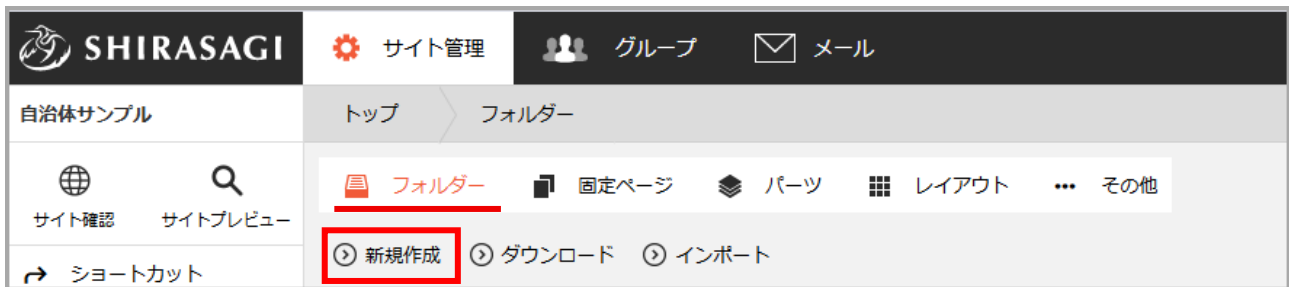 SHIRASAGI サイト管理 グループ メール
自治体サンプル トップ フォルダー
フォルダー 固定ページ パーツ レイアウト ••• その他
サイト確認 サイトプレビュー
新規作成 ダウンロード インポート
ショートカット